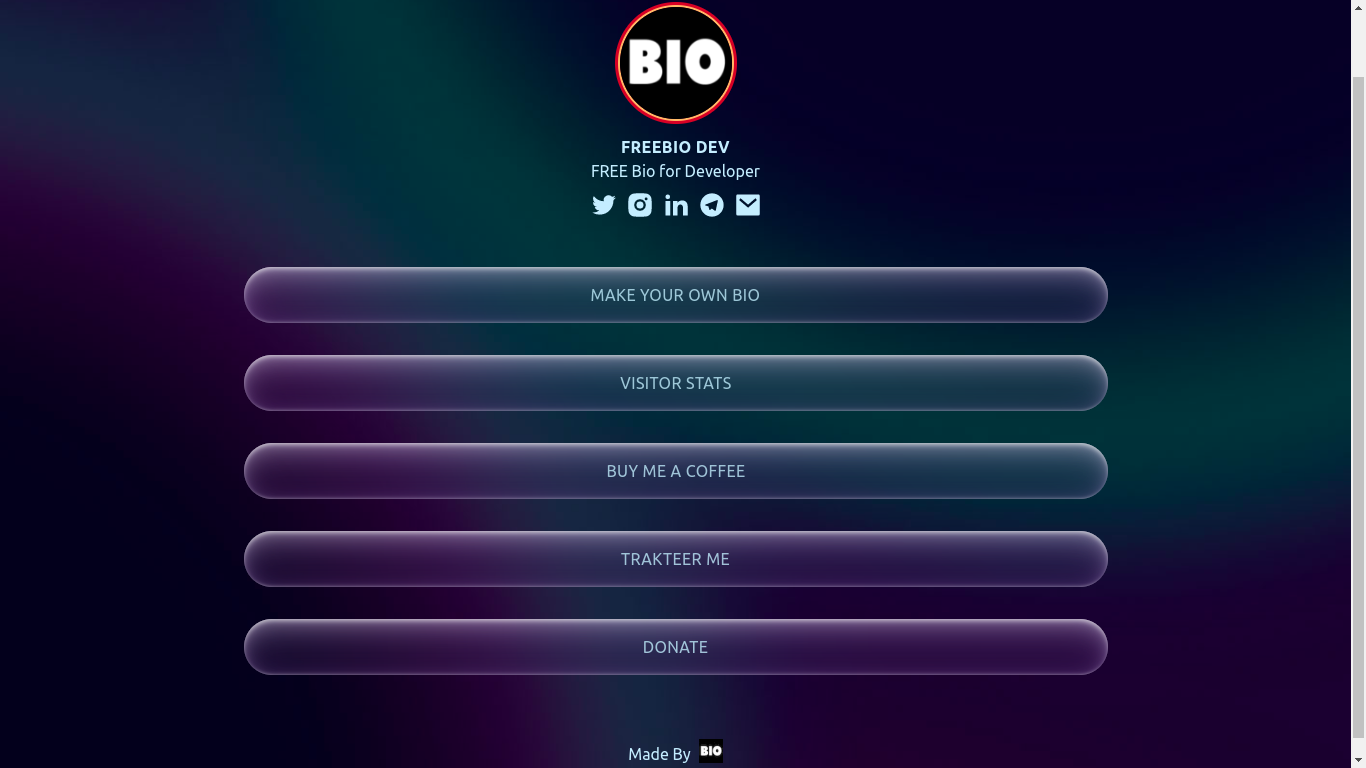 BIO
FREEBIO DEV
FREE Bio for Developer
MAKE YOUR OWN BIO
VISITOR STATS
BUY ME A COFFEE
TRAKTEER ME
DONATE
Made By BIO